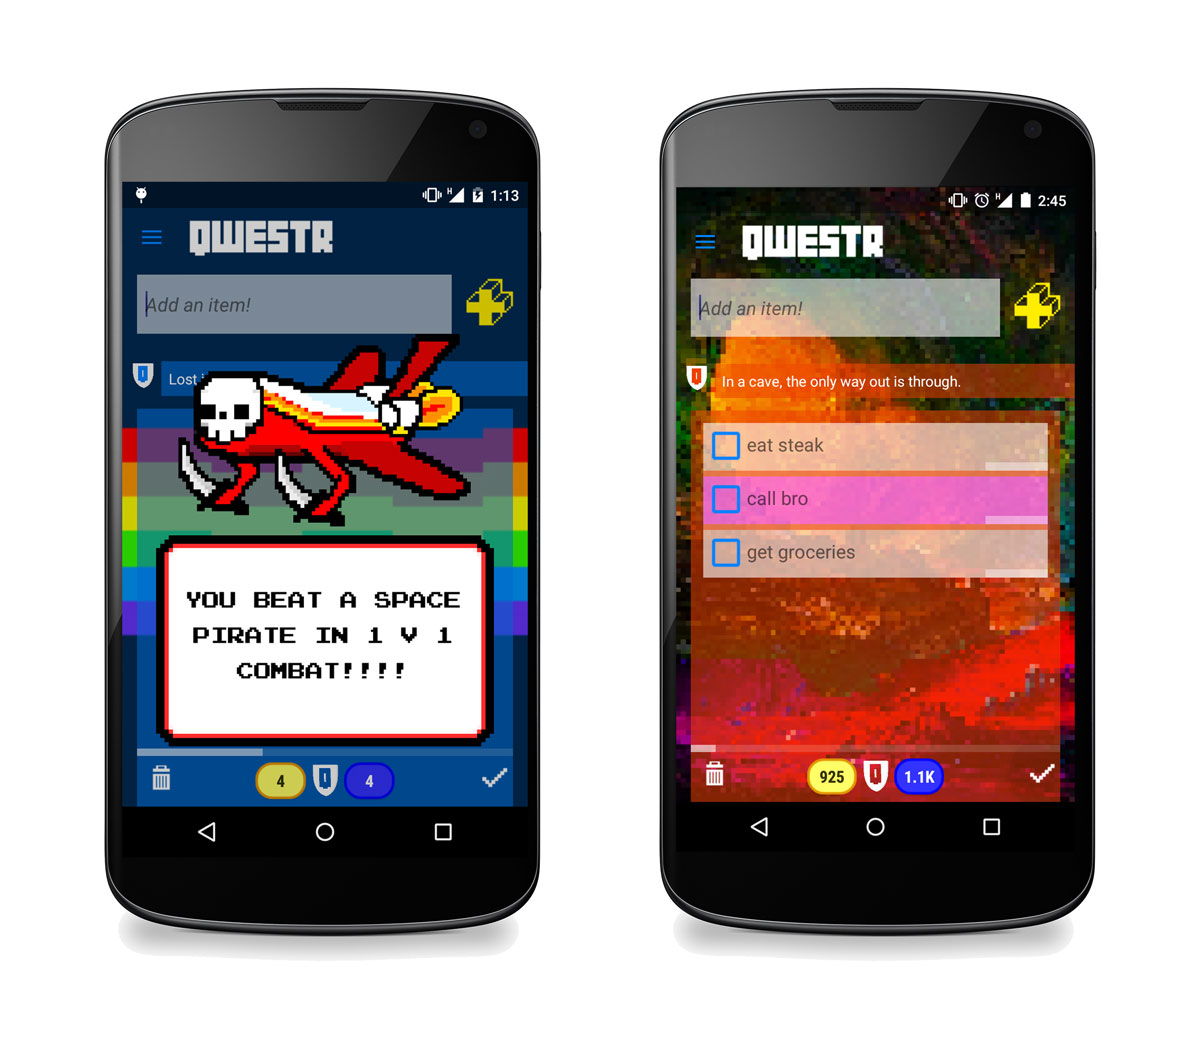 1:13
QWESTR
Add an item!
Lost
YOU BEAT A SPACE
PIRATE IN 1 V 1
COMBAT!!!!
4
4
H
2:45
QWESTR
Add an item!
In a cave, the only way out is through.
eat steak
call bro
get groceries
925
1.1K